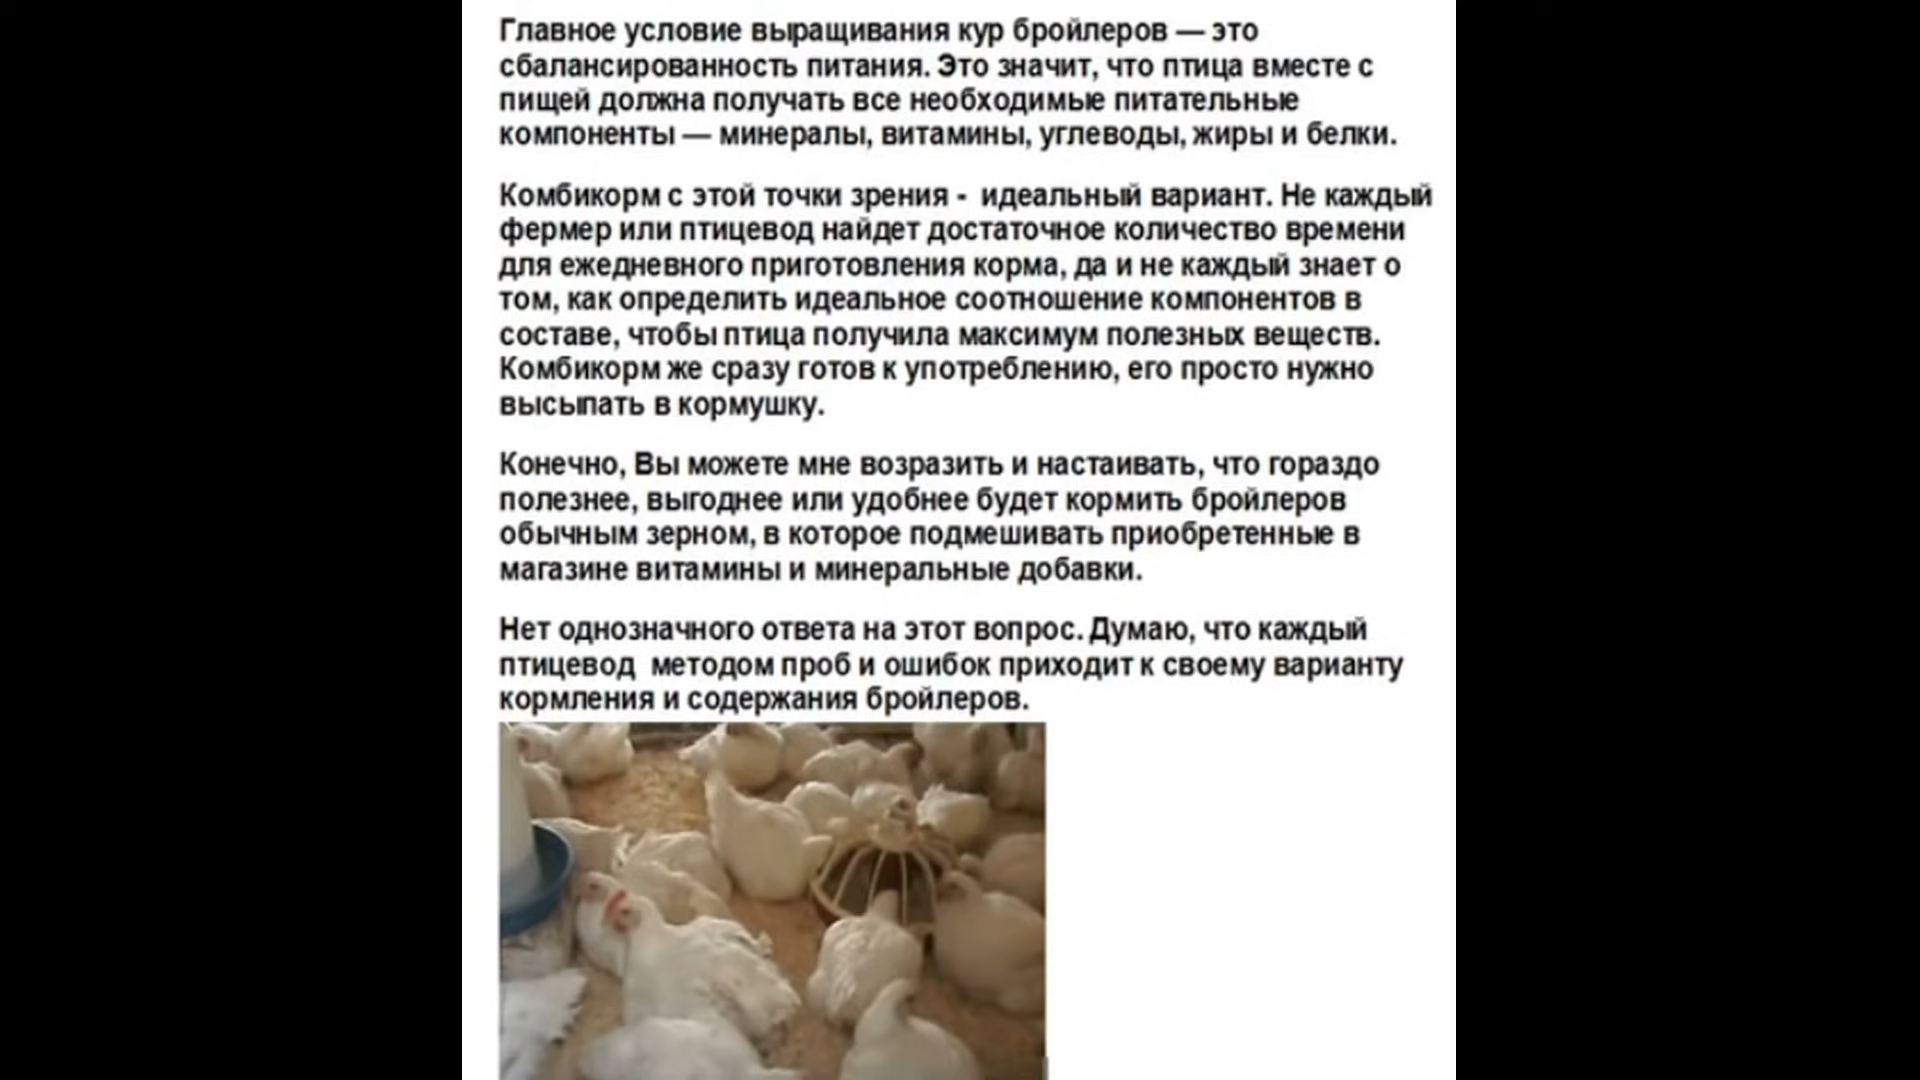 Главное условие выращивания кур бройлеров — это
сбалансированность питания. Это значит, что птица вместе с
пищей должна получать все необходимые питательные
компоненты — минералы, витамины, углеводы, жиры и белки.
Комбикорм с этой точки зрения -  идеальный вариант. Не каждый
фермер или птицевод найдет достаточное количество времени
для ежедневного приготовления корма, да и не каждый знает о
том, как определить идеальное соотношение компонентов в
составе, чтобы птица получила максимум полезных веществ.
Комбикорм же сразу готов к употреблению, его просто нужно
высыпать в кормушку.
Конечно, Вы можете мне возразить и настаивать, что гораздо
полезнее, выгоднее или удобнее будет кормить бройлеров
обычным зерном, в которое подмешивать приобретенные в
магазине витамины и минеральные добавки.
Нет однозначного ответа на этот вопрос. Думаю, что каждый
птицевод  методом проб и ошибок приходит к своему варианту
кормления и содержания бройлеров.